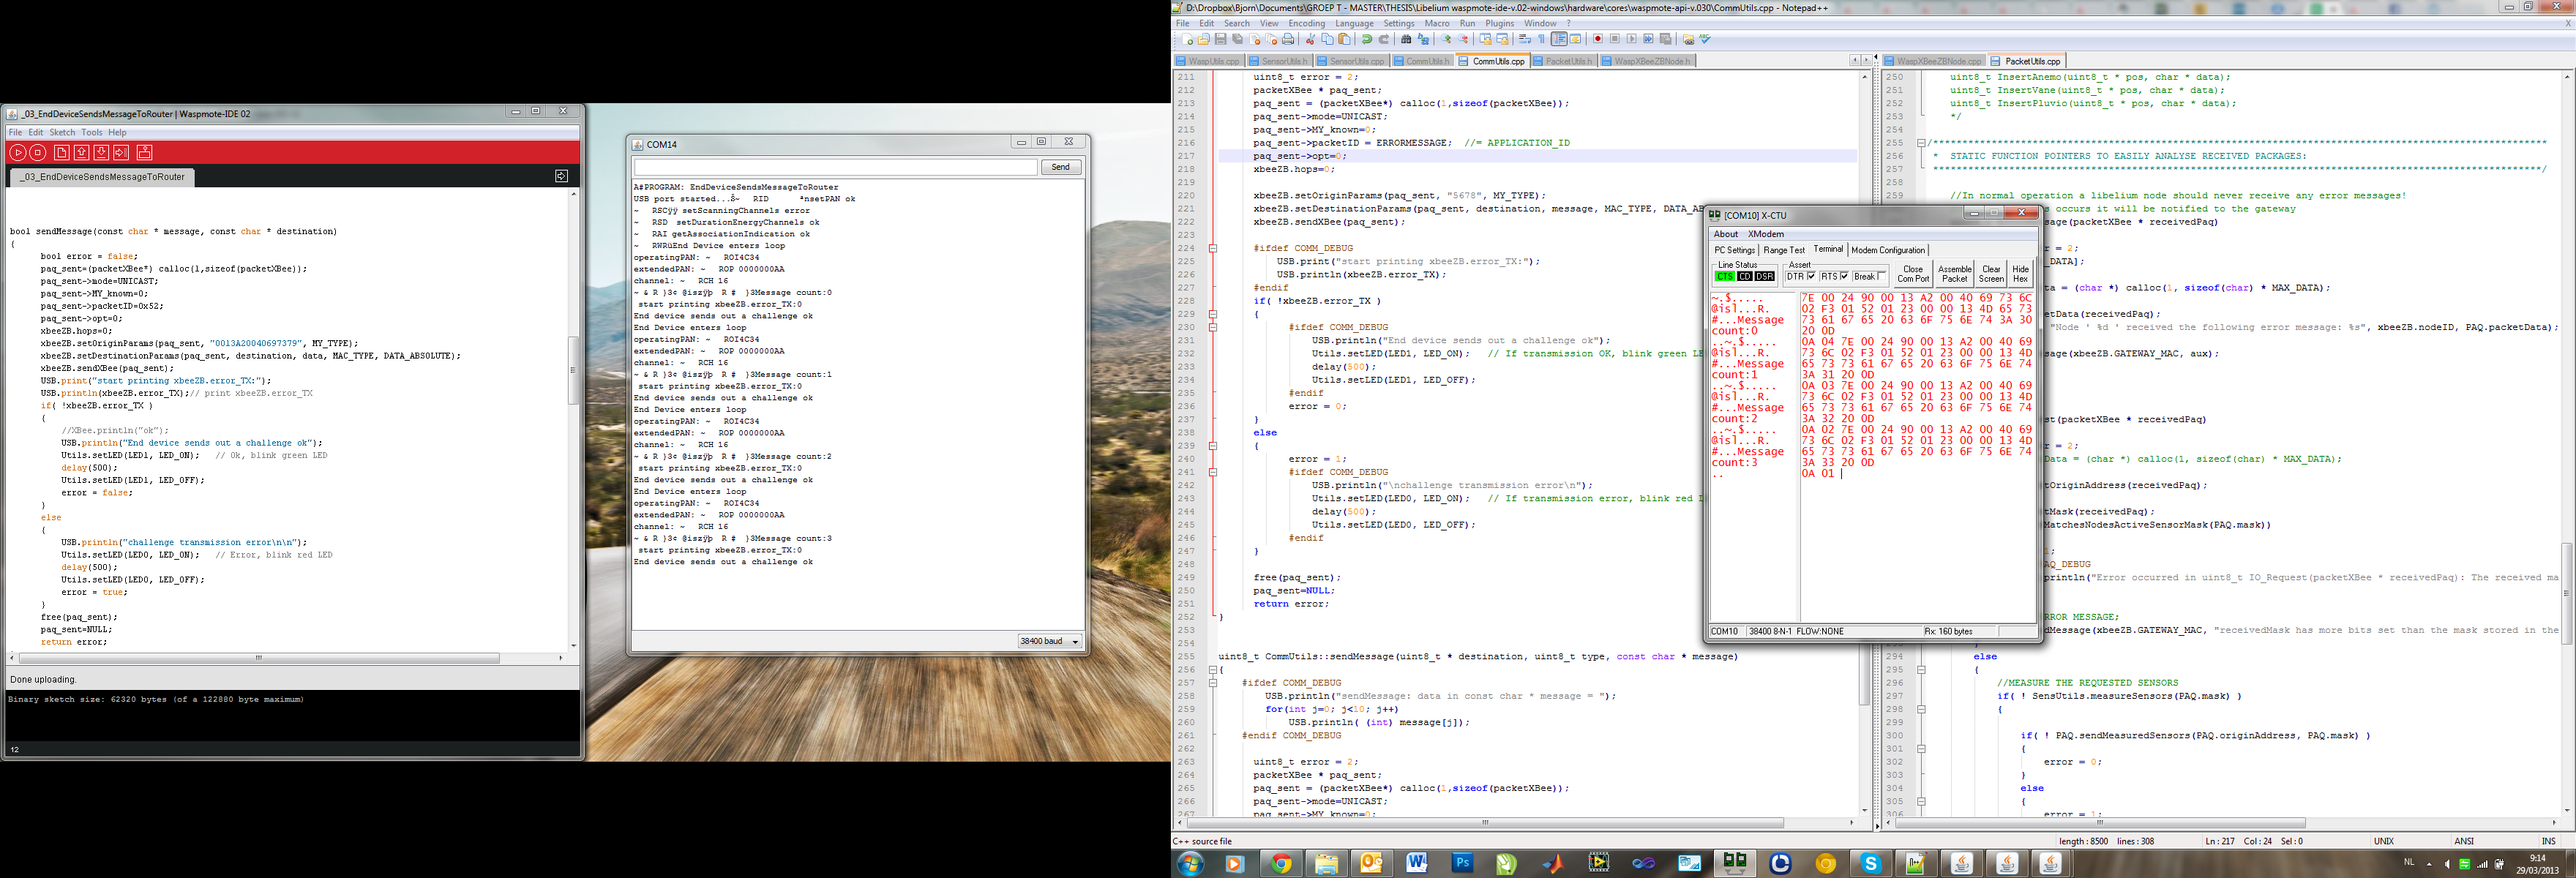 _03_EndDeviceSendsMessageToRouter | Waspmote-IDE 02
File Edit Sketch Tools Help
_03_EndDeviceSendsMessageToRouter
bool sendMessage(const char * message, const char * destination)
{
bool error = false;
paq_sent=(packetXBee*) calloc(1,sizeof(packetXBee));
paq_sent->mode=UNICAST;
paq_sent->MY_known=0;
paq_sent->packetID=0x52;
paq_sent->opt=0;
xbeeZB.hops=0;
xbeeZB.setOriginParams(paq_sent, "0013A20040697379", MY_TYPE);
xbeeZB.setDestinationParams(paq_sent, destination, data, MAC_TYPE, DATA_ABSOLUTE);
xbeeZB.sendXBee(paq_sent);
USB.print("start printing xbeeZB.error_TX:");
USB.println(xbeeZB.error_TX);// print xbeeZB.error_TX
if( !xbeeZB.error_TX )
{
//XBee.println("ok");
USB.println("End device sends out a challenge ok");
Utils.setLED(LED1, LED_ON);   // Ok, blink green LED
delay(500);
Utils.setLED(LED1, LED_OFF);
error = false;
}
else
{
USB.println("challenge transmission error\n\n");
Utils.setLED(LED0, LED_ON);   // Error, blink red LED
delay(500);
Utils.setLED(LED0, LED_OFF);
error = true;
}
free(paq_sent);
paq_sent=NULL;
return error;
Done uploading.
Binary sketch size: 62320 bytes (of a 122880 byte maximum)
12
COM14
Send
A#PROGRAM: EndDeviceSendsMessageToRouter
USB port started...
RID nsetPAN ok
setScanningChannels error
~ RSD setDurationEnergyChannels ok
~ RAI getAssociationIndication ok
End Device enters loop
operatingPAN: ~ ROI4C34
extendedPAN: ~ ROP 0000000AA
channel: ~ RCH 16
Message count:0
start printing xbeeZB.error_TX:0
End device sends out a challenge ok
End Device enters loop
operatingPAN: ~ ROI4C34
extendedPAN: ~ ROP 0000000AA
channel: ~ RCH 16
Message count:1
start printing xbeeZB.error_TX:0
End device sends out a challenge ok
End Device enters loop
operatingPAN: ~ ROI4C34
extendedPAN: ~ ROP 0000000AA
channel: ~ RCH 16
Message count:2
start printing xbeeZB.error_TX:0
End device sends out a challenge ok
End Device enters loop
operatingPAN: ~ ROI4C34
extendedPAN: ~ ROP 0000000AA
channel: ~ RCH 16
Message count:3
start printing xbeeZB.error_TX:0
End device sends out a challenge ok
38400 baud
D:\Dropbox\Bjorn\Documents\GROEP T - MASTER\THESIS\Libelium waspmote-ide-v.02-windows\hardware\cores\waspmote-api-v.030\CommUtils.cpp - Notepad++
File Edit Search View Encoding Language Settings Macro Run Plugins Window ?
WaspUtils.cpp SensorUtils.h SensorUtils.cpp CommUtils.h CommUtils.cpp PacketUtils.h WaspXBeeZBNode.h
211 uint8_t error = 2;
212 packetXBee * paq_sent;
213 paq_sent = (packetXBee*) calloc(1,sizeof(packetXBee));
214 paq_sent->mode=UNICAST;
215 paq_sent->MY_known=0;
216 paq_sent->packetID = ERRORMESSAGE;  //= APPLICATION_ID
217 paq_sent->opt=0;
218 xbeeZB.hops=0;
219
220 xbeeZB.setOriginParams(paq_sent, "5678", MY_TYPE);
221 xbeeZB.setDestinationParams(paq_sent, destination, message, MAC_TYPE, DATA_AB
222 xbeeZB.sendXBee(paq_sent);
223
224 #ifdef COMM_DEBUG
225 USB.print("start printing xbeeZB.error_TX:");
226 USB.println(xbeeZB.error_TX);
227 #endif
228 if( !xbeeZB.error_TX )
229 {
230 #ifdef COMM_DEBUG
231 USB.println("End device sends out a challenge ok");
232 Utils.setLED(LED1, LED_ON);   // If transmission OK, blink green LE
233 delay(500);
234 Utils.setLED(LED1, LED_OFF);
235 #endif
236 error = 0;
237 }
238 else
239 {
240 error = 1;
241 #ifdef COMM_DEBUG
242 USB.println("\nchallenge transmission error\n");
243 Utils.setLED(LED0, LED_ON);   // If transmission error, blink red
244 delay(500);
245 Utils.setLED(LED0, LED_OFF);
246 #endif
247 }
248
249 free(paq_sent);
250 paq_sent=NULL;
251 return error;
252 }
253
254
255 uint8_t CommUtils::sendMessage(uint8_t * destination, uint8_t type, const char * message)
256 {
257 #ifdef COMM_DEBUG
258 USB.println("sendMessage: data in const char * message = ");
259 for(int j=0; j<10; j++)
260 USB.println( (int) message[j]);
261 #endif COMM_DEBUG
262
263 uint8_t error = 2;
264 packetXBee * paq_sent;
265 paq_sent = (packetXBee*) calloc(1,sizeof(packetXBee));
266 paq_sent->mode=UNICAST;
267 paq_sent->MY_known=0;
WaspXBeeZBNode.cpp PacketUtils.cpp
250 uint8_t InsertAnemo(uint8_t * pos, char * data);
251 uint8_t InsertVane(uint8_t * pos, char * data);
252 uint8_t InsertPluvio(uint8_t * pos, char * data);
253 */
254
255
256 * STATIC FUNCTION POINTERS TO EASILY ANALYSE RECEIVED PACKAGES:
257
258
259 //In normal operation a libelium node should never receive any error messages!
s occurs it will be notified to the gateway
sage(packetXBee * receivedPaq)
r = 2;
_DATA];
ta = (char *) calloc(1, sizeof(char) * MAX_DATA);
etData(receivedPaq);
"Node ' %d ' received the following error message: %s", xbeeZB.nodeID, PAQ.packetData);
sage(xbeeZB.GATEWAY_MAC, aux);
st(packetXBee * receivedPaq)
r = 2;
Data = (char *) calloc(1, sizeof(char) * MAX_DATA);
tOriginAddress(receivedPaq);
tMask(receivedPaq);
MatchesNodesActiveSensorMask(PAQ.mask))
1;
AQ_DEBUG
println("Error occurred in uint8_t IO_Request(packetXBee * receivedPaq): The received ma
RROR MESSAGE;
dMessage(xbeeZB.GATEWAY_MAC, "receivedMask has more bits set than the mask stored in the
294 else
295 {
296 //MEASURE THE REQUESTED SENSORS
297 if( ! SensUtils.measureSensors(PAQ.mask) )
298 {
299
300 if( ! PAQ.sendMeasuredSensors(PAQ.originAddress, PAQ.mask) )
301 {
302 error = 0;
303 }
304 else
305 {
306 error = 1;
[COM10] X-CTU
About XModem
PC Settings Range Test Terminal Modem Configuration
Line Status Assert
CTS CD DSR DTR RTS Break
Close Com Port
Assemble Packet
Clear Screen
Hide Hex
~.$..... 7E 00 24 90 00 13 A2 00 40 69 73 6C
@isl...R. 02 F3 01 52 01 23 00 00 13 4D 65 73
#...Message 73 61 67 65 20 63 6F 75 6E 74 3A 30
count:0 20 0D
..~.$..... 0A 04 7E 00 24 90 00 13 A2 00 40 69
@isl...R. 73 6C 02 F3 01 52 01 23 00 00 13 4D
#...Message 65 73 73 61 67 65 20 63 6F 75 6E 74
count:1 3A 31 20 0D
..~.$..... 0A 03 7E 00 24 90 00 13 A2 00 40 69
@isl...R. 73 6C 02 F3 01 52 01 23 00 00 13 4D
#...Message 65 73 73 61 67 65 20 63 6F 75 6E 74
count:2 3A 32 20 0D
..~.$..... 0A 02 7E 00 24 90 00 13 A2 00 40 69
@isl...R. 73 6C 02 F3 01 52 01 23 00 00 13 4D
#...Message 65 73 73 61 67 65 20 63 6F 75 6E 74
count:3 3A 33 20 0D
.. 0A 01
COM10 38400 8-N-1 FLOW:NONE Rx: 160 bytes
C++ source file
length : 8500 lines : 308
Ln : 217 Col : 24 Sel : 0
UNIX
ANSI
INS
NL
9:14
29/03/2013